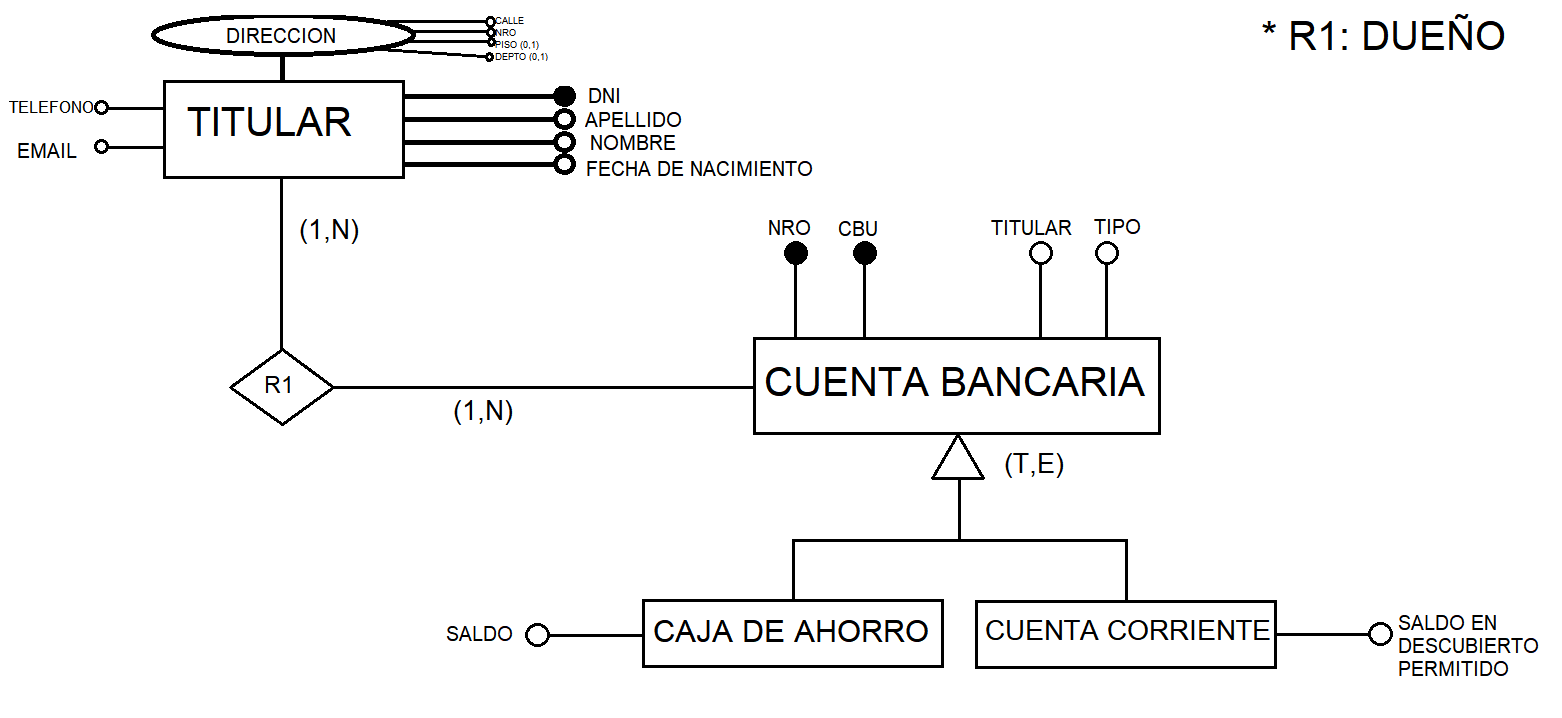 * R1: DUEÑO
DIRECCION
CALLE
NRO
PISO (0,1)
DEPTO (0,1)
TELEFONO
EMAIL
TITULAR
DNI
APELLIDO
NOMBRE
FECHA DE NACIMIENTO
(1,N)
R1
(1,N)
NRO
CBU
TITULAR
TIPO
CUENTA BANCARIA
(T,E)
SALDO
CAJA DE AHORRO
CUENTA CORRIENTE
SALDO EN
DESCUBIERTO
PERMITIDO